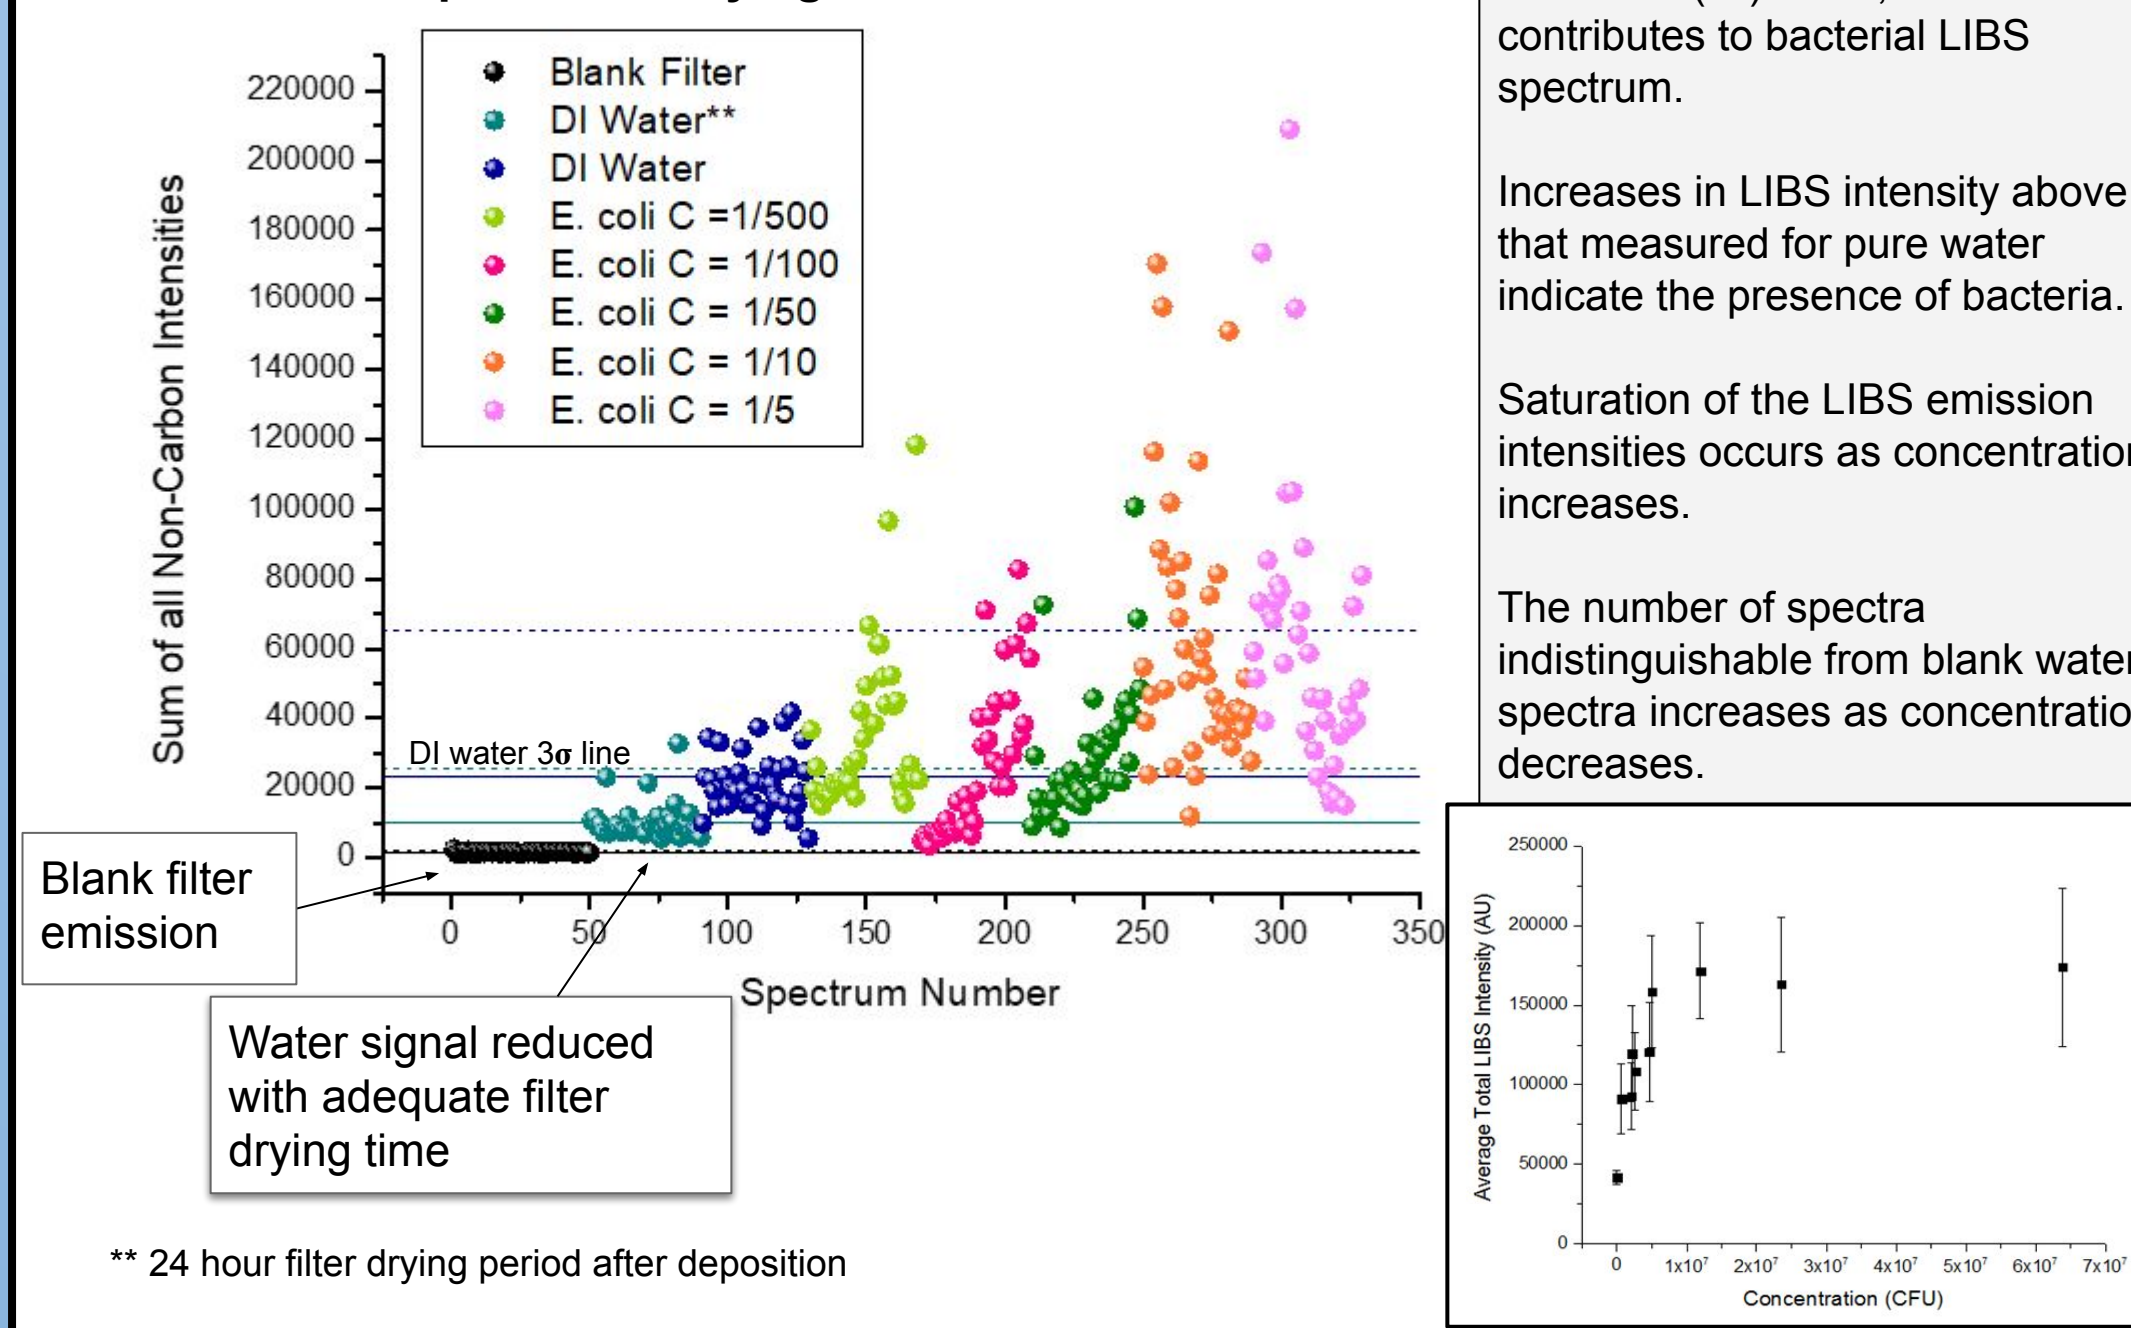 contributes to bacterial LIBS
spectrum.
Increases in LIBS intensity above
that measured for pure water
indicate the presence of bacteria.
Saturation of the LIBS emission
intensities occurs as concentration
increases.
The number of spectra
indistinguishable from blank water
spectra increases as concentratio
decreases.
Blank Filter
DI Water**
DI Water
E. coli C =1/500
E. coli C = 1/100
E. coli C = 1/50
E. coli C = 1/10
E. coli C = 1/5
Sum of all Non-Carbon Intensities
220000
200000
180000
160000
140000
120000
100000
80000
60000
40000
20000
0
DI water 3σ line
0 50 100 150 200 250 300 350
Spectrum Number
Blank filter
emission
Water signal reduced
with adequate filter
drying time
** 24 hour filter drying period after deposition
Average Total LIBS Intensity (AU)
250000
200000
150000
100000
50000
0
0 1x10⁷ 2x10⁷ 3x10⁷ 4x10⁷ 5x10⁷ 6x10⁷ 7x10⁷
Concentration (CFU)